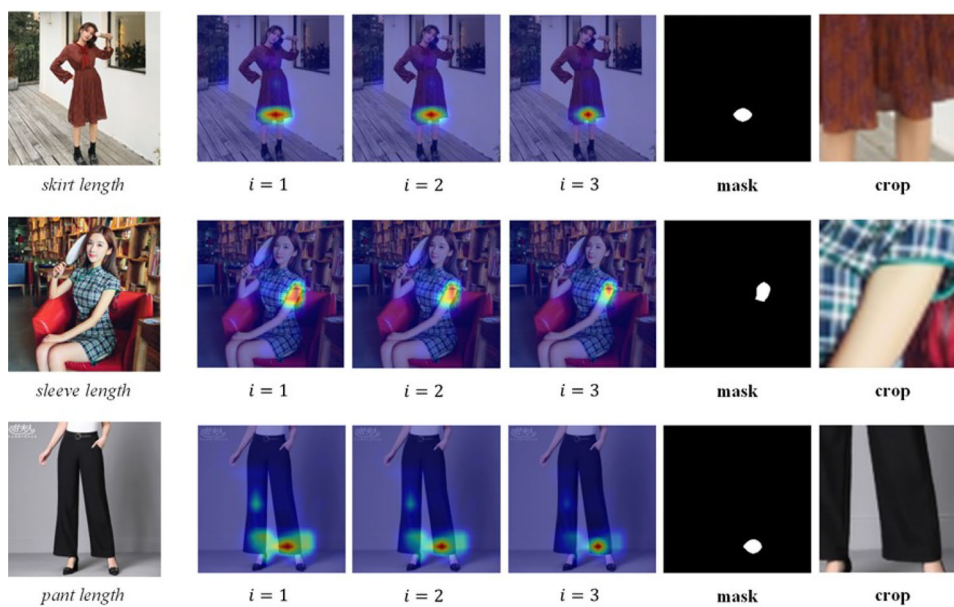 skirt length
i = 1
i = 2
i = 3
mask
crop
sleeve length
i = 1
i = 2
i = 3
mask
crop
pant length
i = 1
i = 2
i = 3
mask
crop